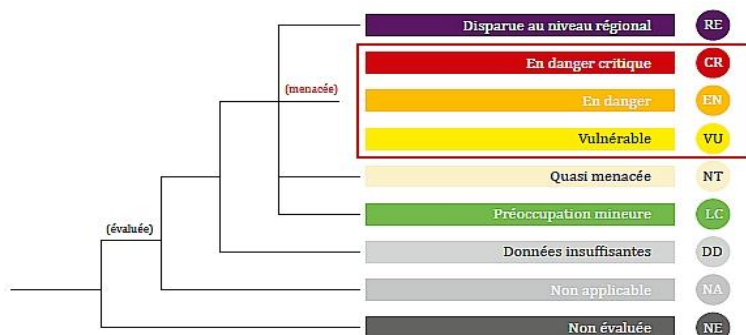 Disparue au niveau régional RE
En danger critique CR
(menacée)
En danger EN
Vulnérable VU
Quasi menacée NT
Préoccupation mineure LC
(évaluée)
Données insuffisantes DD
Non applicable NA
Non évaluée NE